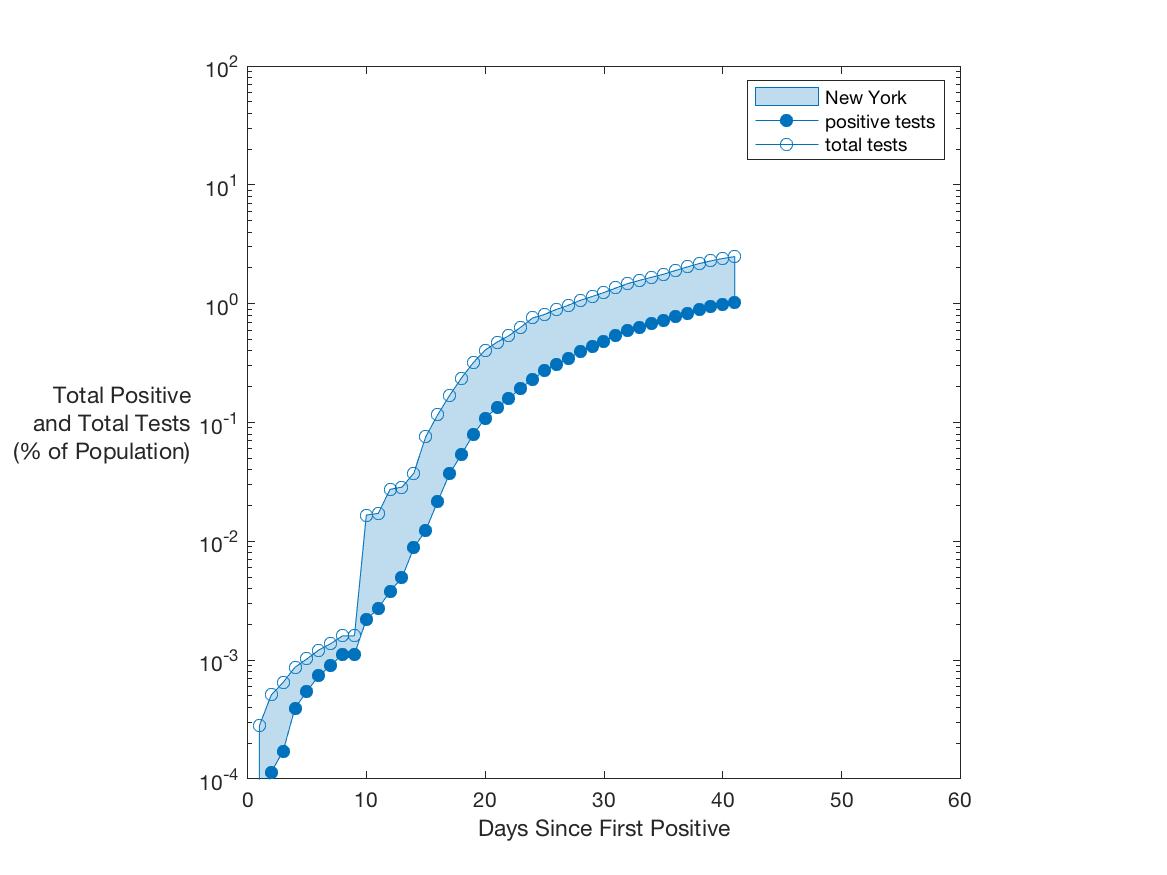 10^2
10^1
10^0
10^-1
10^-2
10^-3
10^-4
Total Positive
and Total Tests
(% of Population)
New York
positive tests
total tests
0 10 20 30 40 50 60
Days Since First Positive